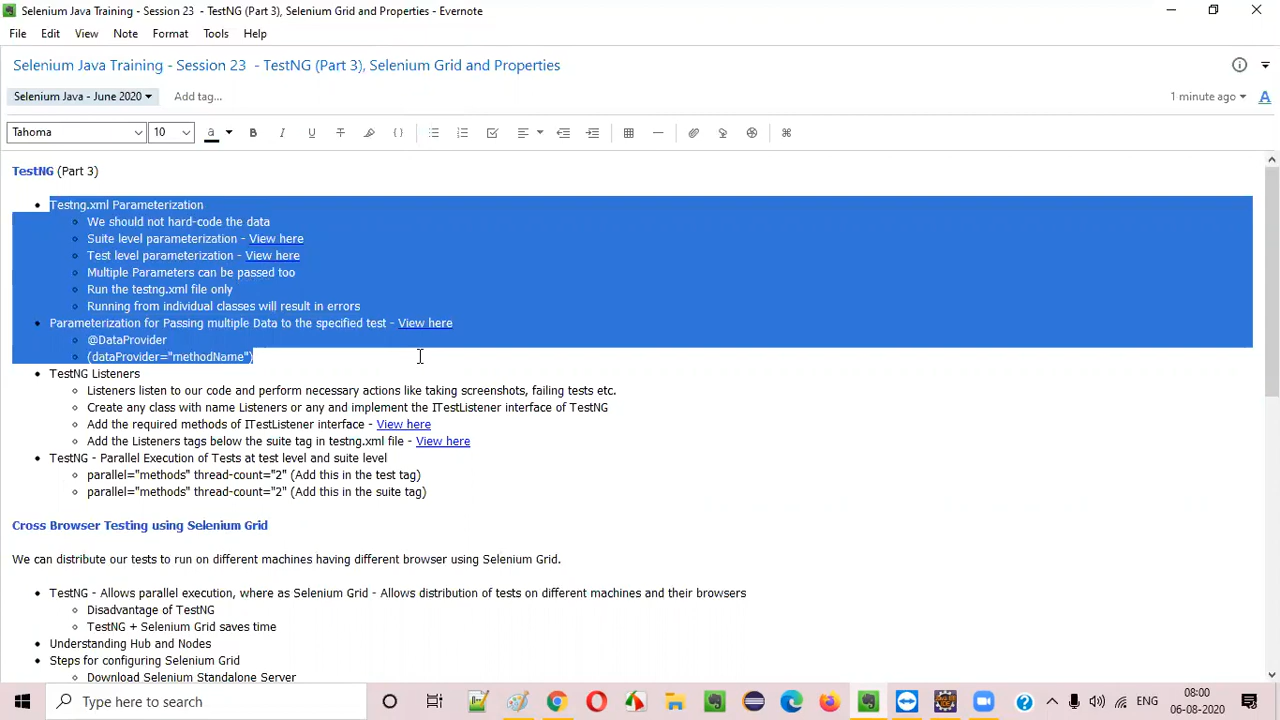 Selenium Java Training - Session 23 - TestNG (Part 3), Selenium Grid and Properties - Evernote
File Edit View Note Format Tools Help
Selenium Java Training - Session 23 - TestNG (Part 3), Selenium Grid and Properties
Selenium Java - June 2020 Add tag... 1 minute ago
Tahoma 10
TestNG (Part 3)
Testng.xml Parameterization
We should not hard-code the data
Suite level parameterization - View here
Test level parameterization - View here
Multiple Parameters can be passed too
Run the testng.xml file only
Running from individual classes will result in errors
Parameterization for Passing multiple Data to the specified test - View here
@DataProvider
(dataProvider="methodName")
TestNG Listeners
Listeners listen to our code and perform necessary actions like taking screenshots, failing tests etc.
Create any class with name Listeners or any and implement the ITestListener interface of TestNG
Add the required methods of ITestListener interface - View here
Add the Listeners tags below the suite tag in testng.xml file - View here
TestNG - Parallel Execution of Tests at test level and suite level
parallel="methods" thread-count="2" (Add this in the test tag)
parallel="methods" thread-count="2" (Add this in the suite tag)
Cross Browser Testing using Selenium Grid
We can distribute our tests to run on different machines having different browser using Selenium Grid.
TestNG - Allows parallel execution, where as Selenium Grid - Allows distribution of tests on different machines and their browsers
Disadvantage of TestNG
TestNG + Selenium Grid saves time
Understanding Hub and Nodes
Steps for configuring Selenium Grid
Download Selenium Standalone Server
Type here to search
ENG
08:00
06-08-2020